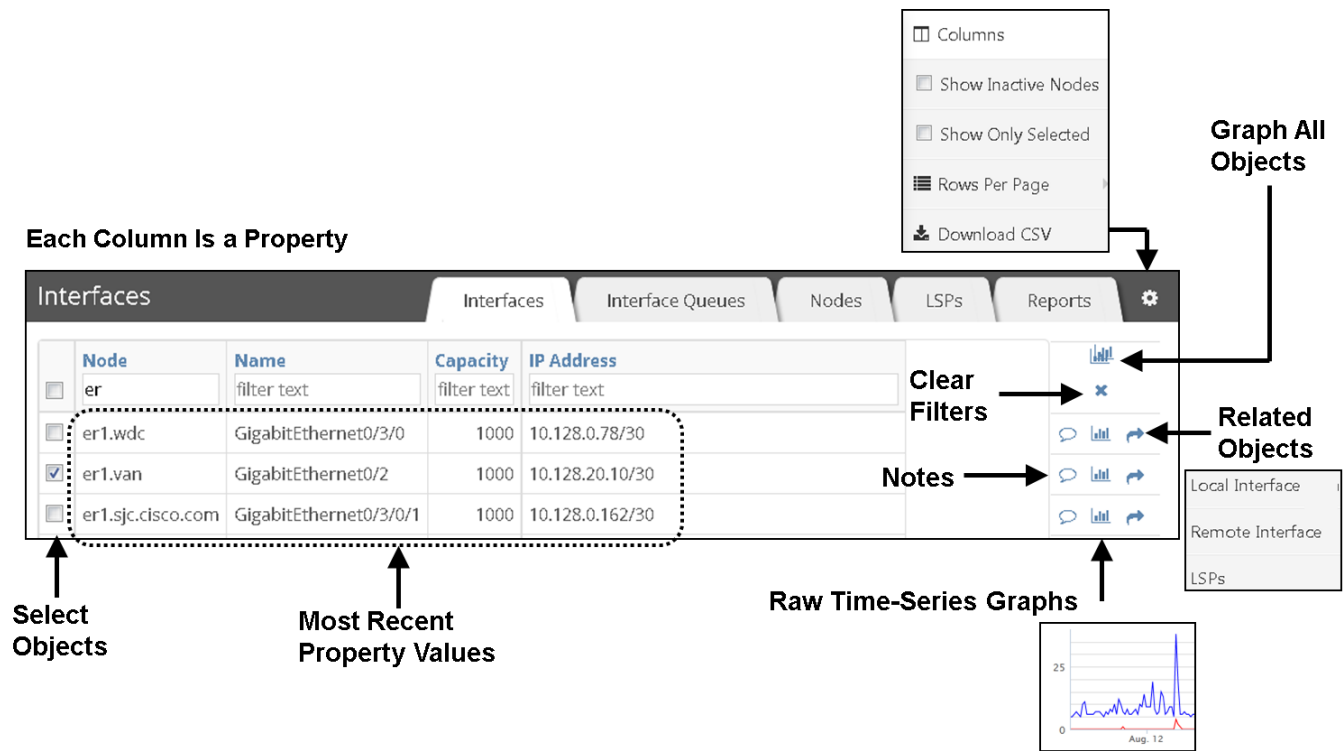 Columns
Show Inactive Nodes
Show Only Selected
Rows Per Page
Download CSV
Graph All
Objects
Each Column Is a Property
Interfaces Interfaces Interface Queues Nodes LSPs Reports
Node Name Capacity IP Address
er filter text filter text filter text
Clear
Filters
er1.wdc GigabitEthernet0/3/0 1000 10.128.0.78/30
Related
Objects
er1.van GigabitEthernet0/2 1000 10.128.20.10/30
Notes
er1.sjc.cisco.com GigabitEthernet0/3/0/1 1000 10.128.0.162/30
Local Interface
Remote Interface
LSPs
Select
Objects
Most Recent
Property Values
Raw Time-Series Graphs
25
0
Aug. 12